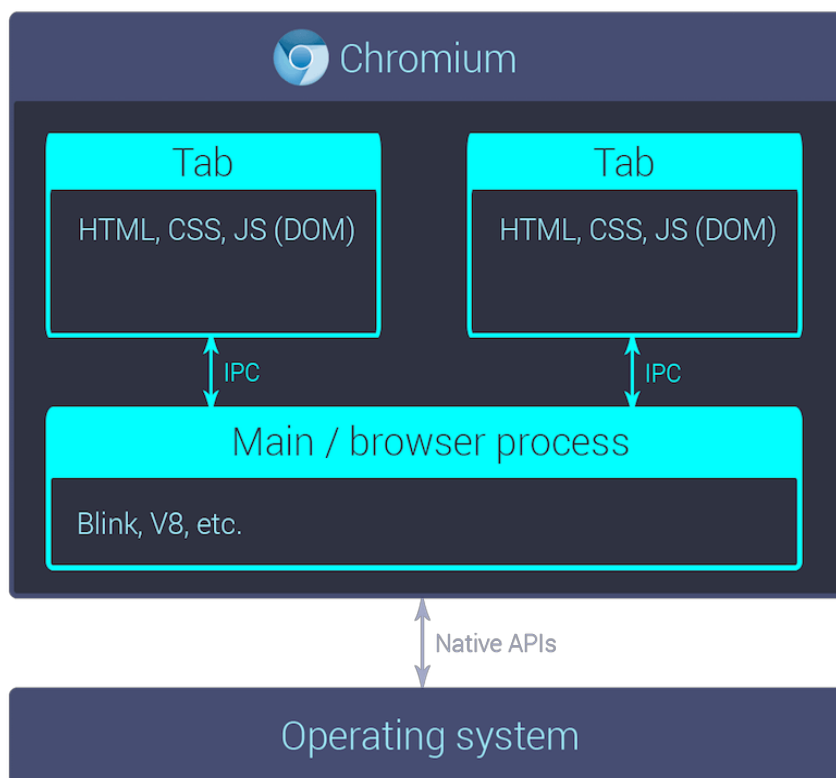 Chromium
Tab
Tab
HTML, CSS, JS (DOM)
HTML, CSS, JS (DOM)
IPC
IPC
Main / browser process
Blink, V8, etc.
Native APIs
Operating system